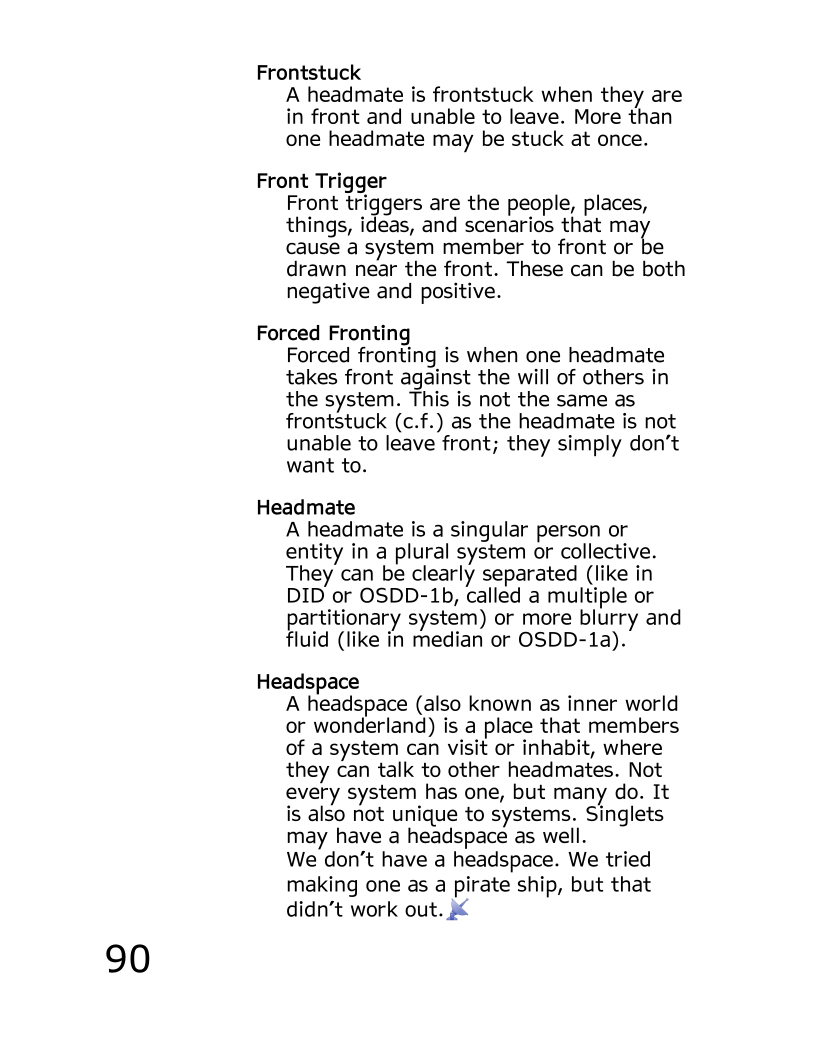 Frontstuck
A headmate is frontstuck when they are
in front and unable to leave. More than
one headmate may be stuck at once.
Front Trigger
Front triggers are the people, places,
things, ideas, and scenarios that may
cause a system member to front or be
drawn near the front. These can be both
negative and positive.
Forced Fronting
Forced fronting is when one headmate
takes front against the will of others in
the system. This is not the same as
frontstuck (c.f.) as the headmate is not
unable to leave front; they simply don’t
want to.
Headmate
A headmate is a singular person or
entity in a plural system or collective.
They can be clearly separated (like in
DID or OSDD-1b, called a multiple or
partitionary system) or more blurry and
fluid (like in median or OSDD-1a).
Headspace
A headspace (also known as inner world
or wonderland) is a place that members
of a system can visit or inhabit, where
they can talk to other headmates. Not
every system has one, but many do. It
is also not unique to systems. Singlets
may have a headspace as well.
We don’t have a headspace. We tried
making one as a pirate ship, but that
didn’t work out.
90